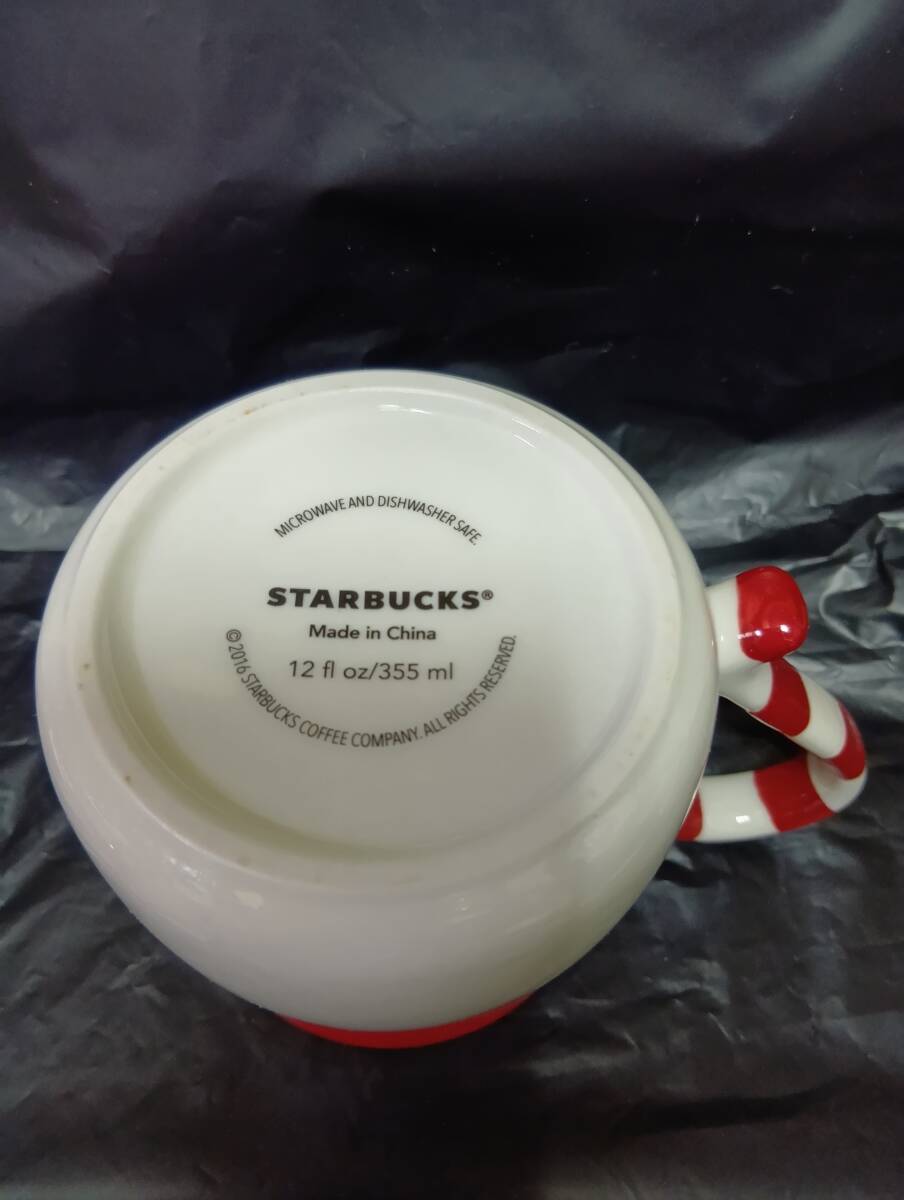 MICROWAVE AND DISHWASHER SAFE.
STARBUCKS®
Made in China
12 fl oz/355 ml
© 2016 STARBUCKS COFFEE COMPANY. ALL RIGHTS RESERVED.